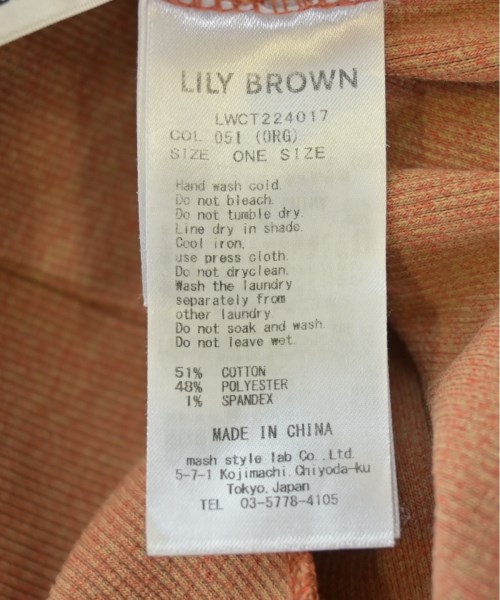 LILY BROWN
LWCT224017
COL 051 (ORG)
SIZE ONE SIZE
Hand wash cold.
Do not bleach.
Do not tumble dry.
Line dry in shade.
Cool iron.
use press cloth.
Do not dryclean.
Wash the laundry
separately from
other laundry.
Do not soak and wash.
Do not leave wet.
51% COTTON
48% POLYESTER
1% SPANDEX
MADE IN CHINA
mash style lab Co.,Ltd.
5-7-1 Kojimachi.Chiyoda-ku
Tokyo,Japan
TEL 03-5778-4105